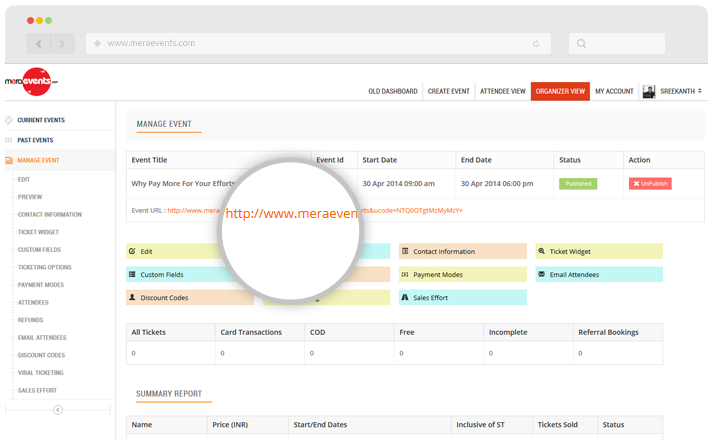 www.meraevents.com
meraevents.com
OLD DASHBOARD CREATE EVENT ATTENDEE VIEW ORGANIZER VIEW MY ACCOUNT SREEKANTH
CURRENT EVENTS
PAST EVENTS
MANAGE EVENT
EDIT
PREVIEW
CONTACT INFORMATION
TICKET WIDGET
CUSTOM FIELDS
TICKETING OPTIONS
PAYMENT MODES
ATTENDEES
REFUNDS
EMAIL ATTENDEES
DISCOUNT CODES
VIRAL TICKETING
SALES EFFORT
MANAGE EVENT
Event Title Event Id Start Date End Date Status Action
Why Pay More For Your Efforts 30 Apr 2014 09:00 am 30 Apr 2014 06:00 pm Published UnPublish
Event URL : http://www.mera rts&ucode=NTQ0OTgtMzMyMzY=
http://www.meraeven
Edit Contact Information Ticket Widget
Custom Fields Payment Modes Email Attendees
Discount Codes Sales Effort
All Tickets Card Transactions COD Free Incomplete Referral Bookings
0 0 0 0 0 0
SUMMARY REPORT
Name Price (INR) Start/End Dates Inclusive of ST Tickets Sold Status